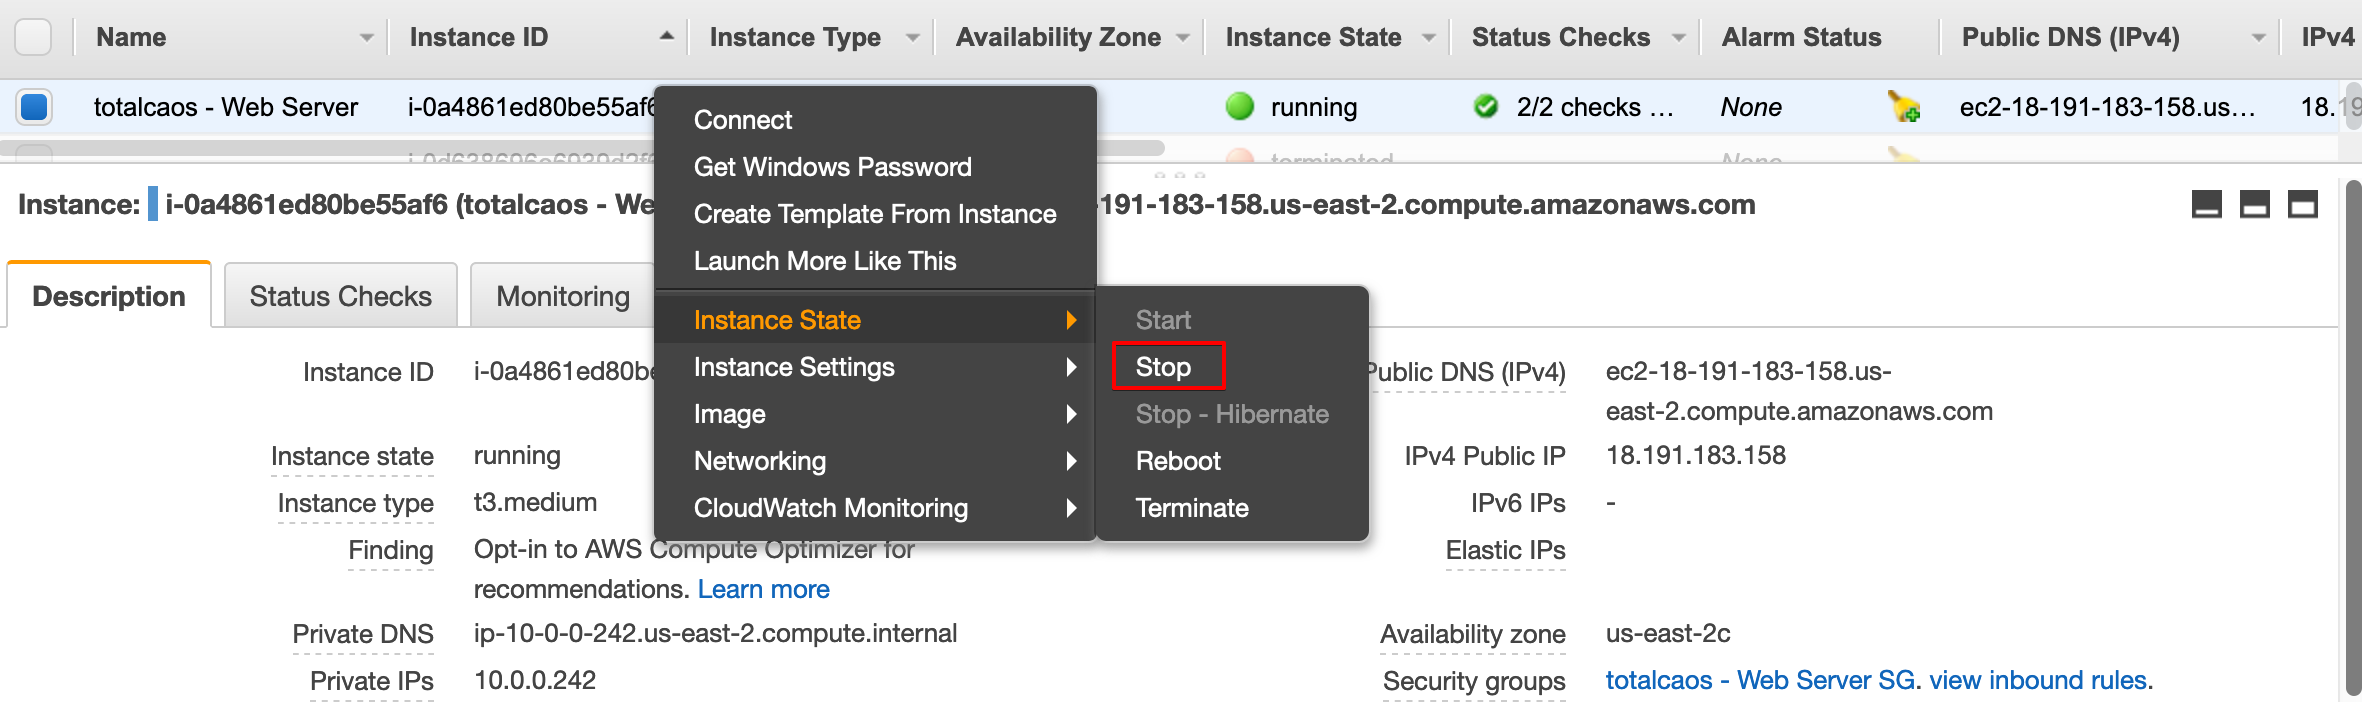 Name Instance ID Instance Type Availability Zone Instance State Status Checks Alarm Status Public DNS (IPv4) IPv4
totalcaos - Web Server i-0a4861ed80be55af6 running 2/2 checks ... None ec2-18-191-183-158.us... 18.19
terminated None
Instance: i-0a4861ed80be55af6 (totalcaos - We -191-183-158.us-east-2.compute.amazonaws.com
Description Status Checks Monitoring
Connect
Get Windows Password
Create Template From Instance
Launch More Like This
Instance State
Instance Settings
Image
Networking
CloudWatch Monitoring
Start
Stop
Stop - Hibernate
Reboot
Terminate
Instance ID i-0a4861ed80be
Instance state running
Instance type t3.medium
Finding Opt-in to AWS Compute Optimizer for
recommendations. Learn more
Private DNS ip-10-0-0-242.us-east-2.compute.internal
Private IPs 10.0.0.242
Public DNS (IPv4) ec2-18-191-183-158.us-
east-2.compute.amazonaws.com
IPv4 Public IP 18.191.183.158
IPv6 IPs -
Elastic IPs
Availability zone us-east-2c
Security groups totalcaos - Web Server SG. view inbound rules.